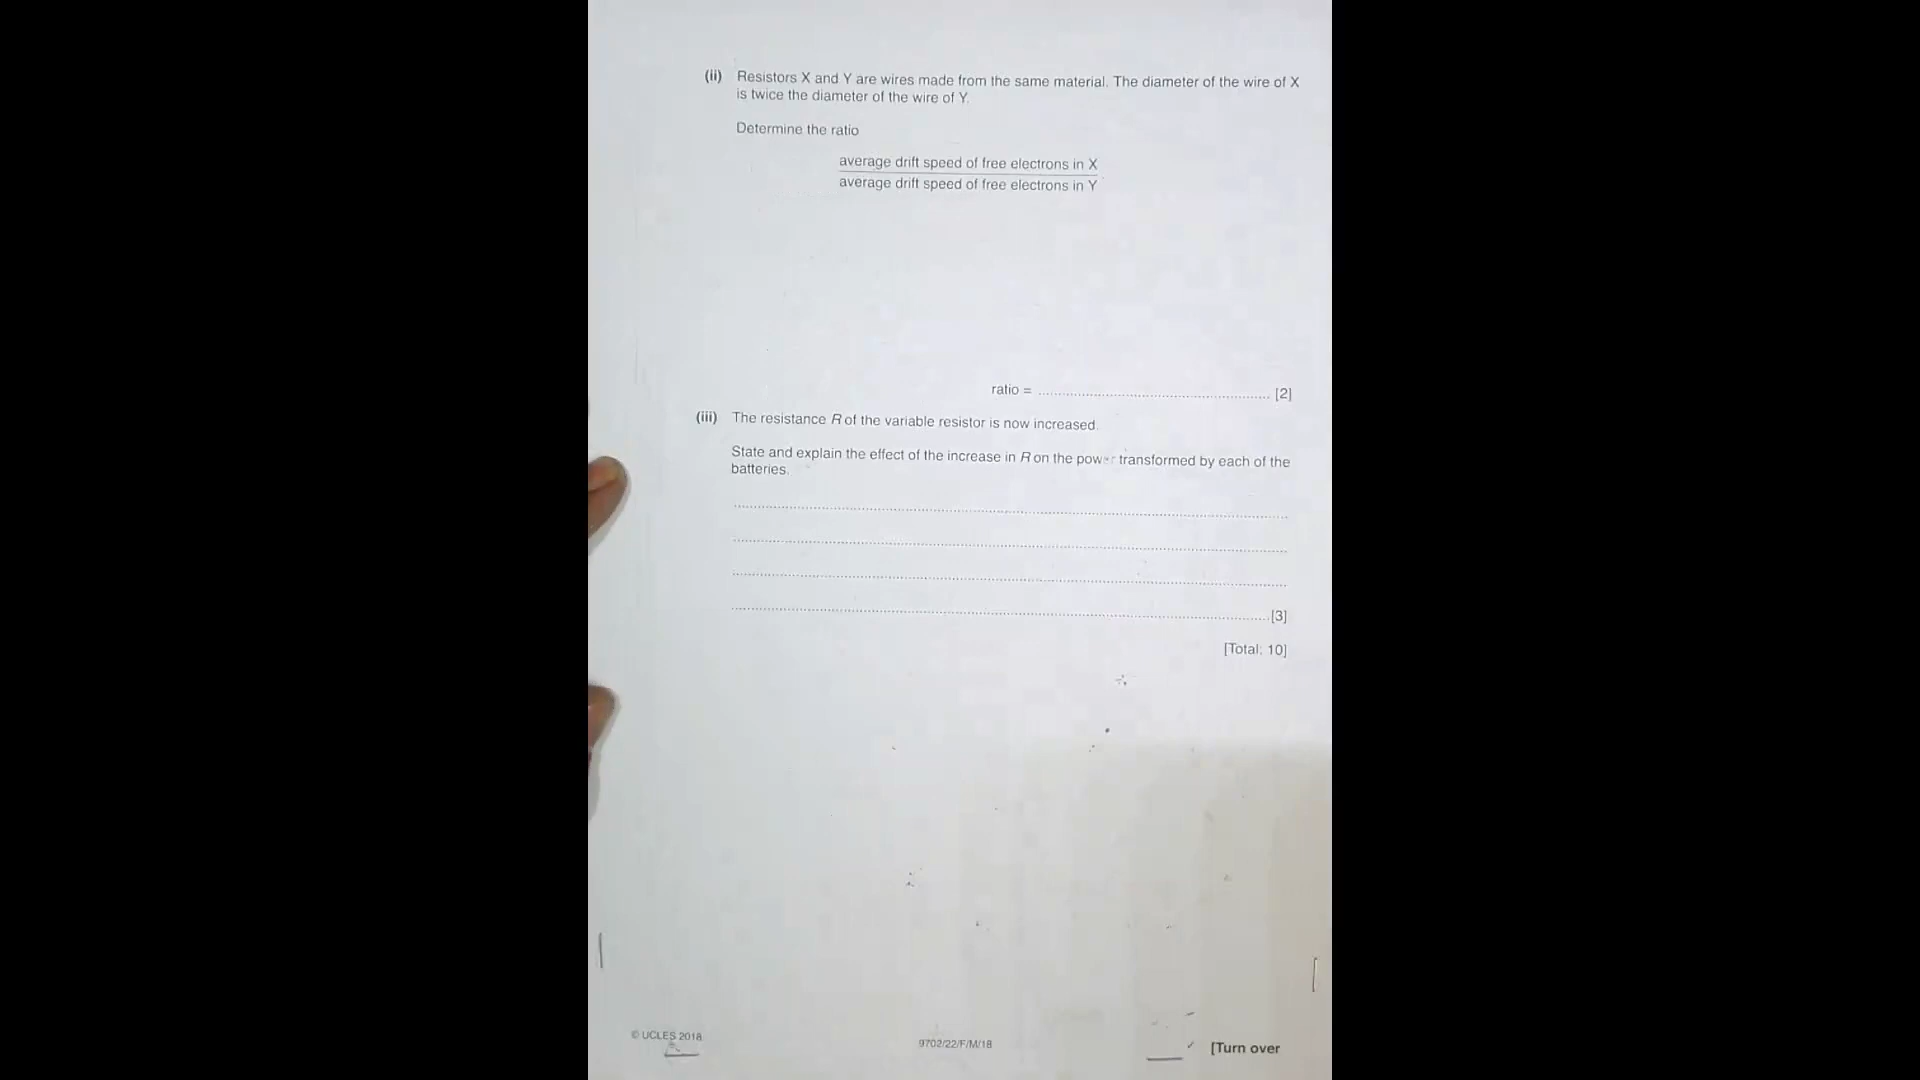 (ii) Resistors X and Y are wires made from the same material. The diameter of the wire of X
is twice the diameter of the wire of Y.
Determine the ratio
average drift speed of free electrons in X
average drift speed of free electrons in Y
ratio = ........................................................ [2]
(iii) The resistance R of the variable resistor is now increased.
State and explain the effect of the increase in R on the power transformed by each of the
batteries.
[3]
[Total: 10]
© UCLES 2018
9702/22/F/M/18
[Turn over